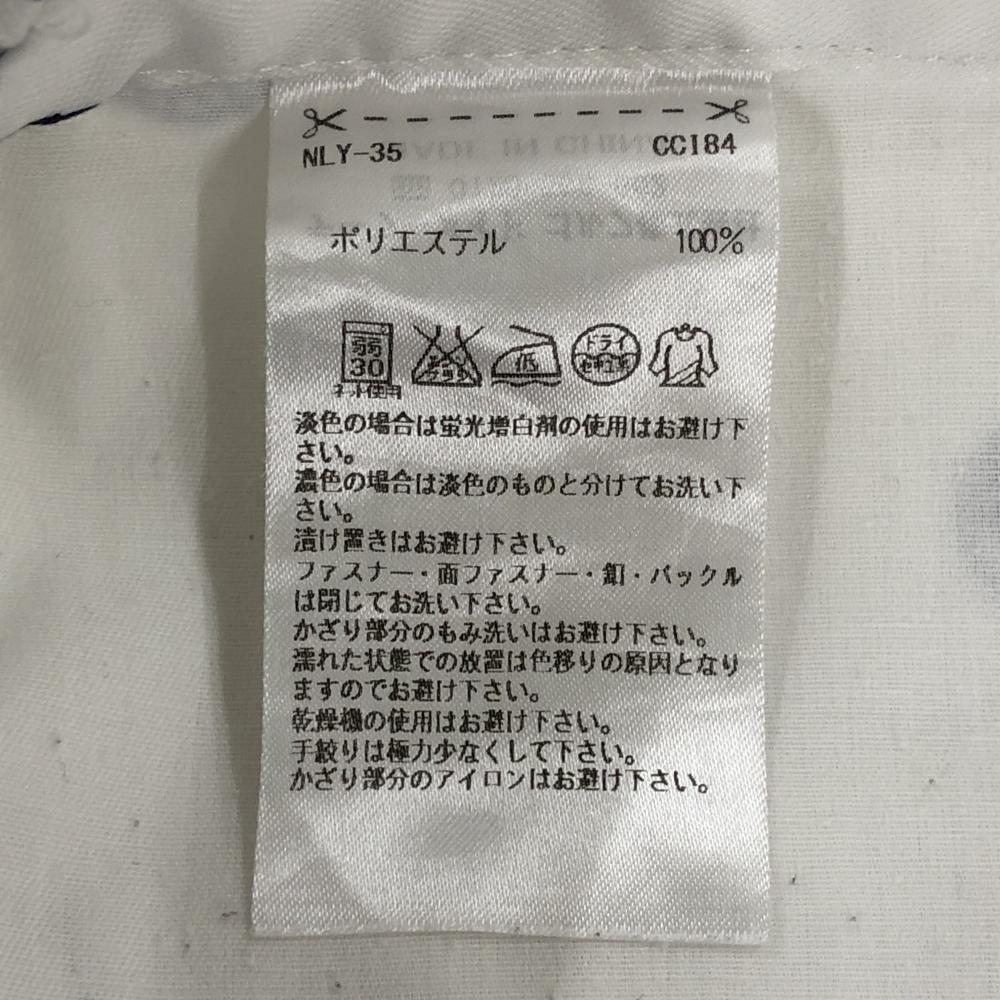 NLY-35 CCI84
ポリエステル 100%
弱
30
ネット使用
エンソ
サラシ
低
ドライ
淡色の場合は蛍光増白剤の使用はお避け下
さい。
濃色の場合は淡色のものと分けてお洗い下
さい。
漬け置きはお避け下さい。
ファスナー・面ファスナー・釦・バックル
は閉じてお洗い下さい。
かざり部分のもみ洗いはお避け下さい。
濡れた状態での放置は色移りの原因となり
ますのでお避け下さい。
乾燥機の使用はお避け下さい。
手絞りは極力少なくして下さい。
かざり部分のアイロンはお避け下さい。